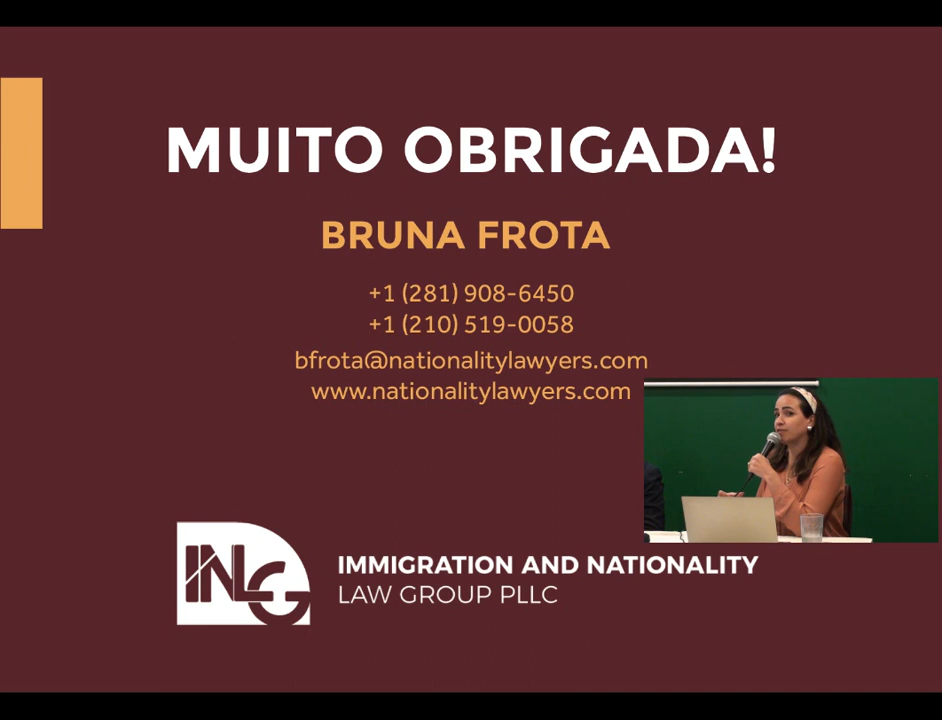 MUITO OBRIGADA!
BRUNA FROTA
+1 (281) 908-6450
+1 (210) 519-0058
bfrota@nationalitylawyers.com
www.nationalitylawyers.com
INLG
IMMIGRATION AND NATIONALITY
LAW GROUP PLLC